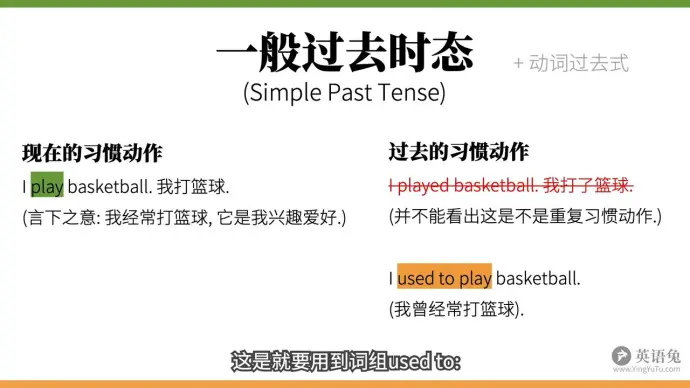 一般过去时态
+ 动词过去式
(Simple Past Tense)
现在的习惯动作
I play basketball. 我打篮球.
(言下之意: 我经常打篮球, 它是我兴趣爱好.)
过去的习惯动作
I played basketball. 我打了篮球.
(并不能看出这是不是重复习惯动作.)
I used to play basketball.
(我曾经常打篮球).
这是就要用到词组used to:
英语兔
www.YingYuTu.com